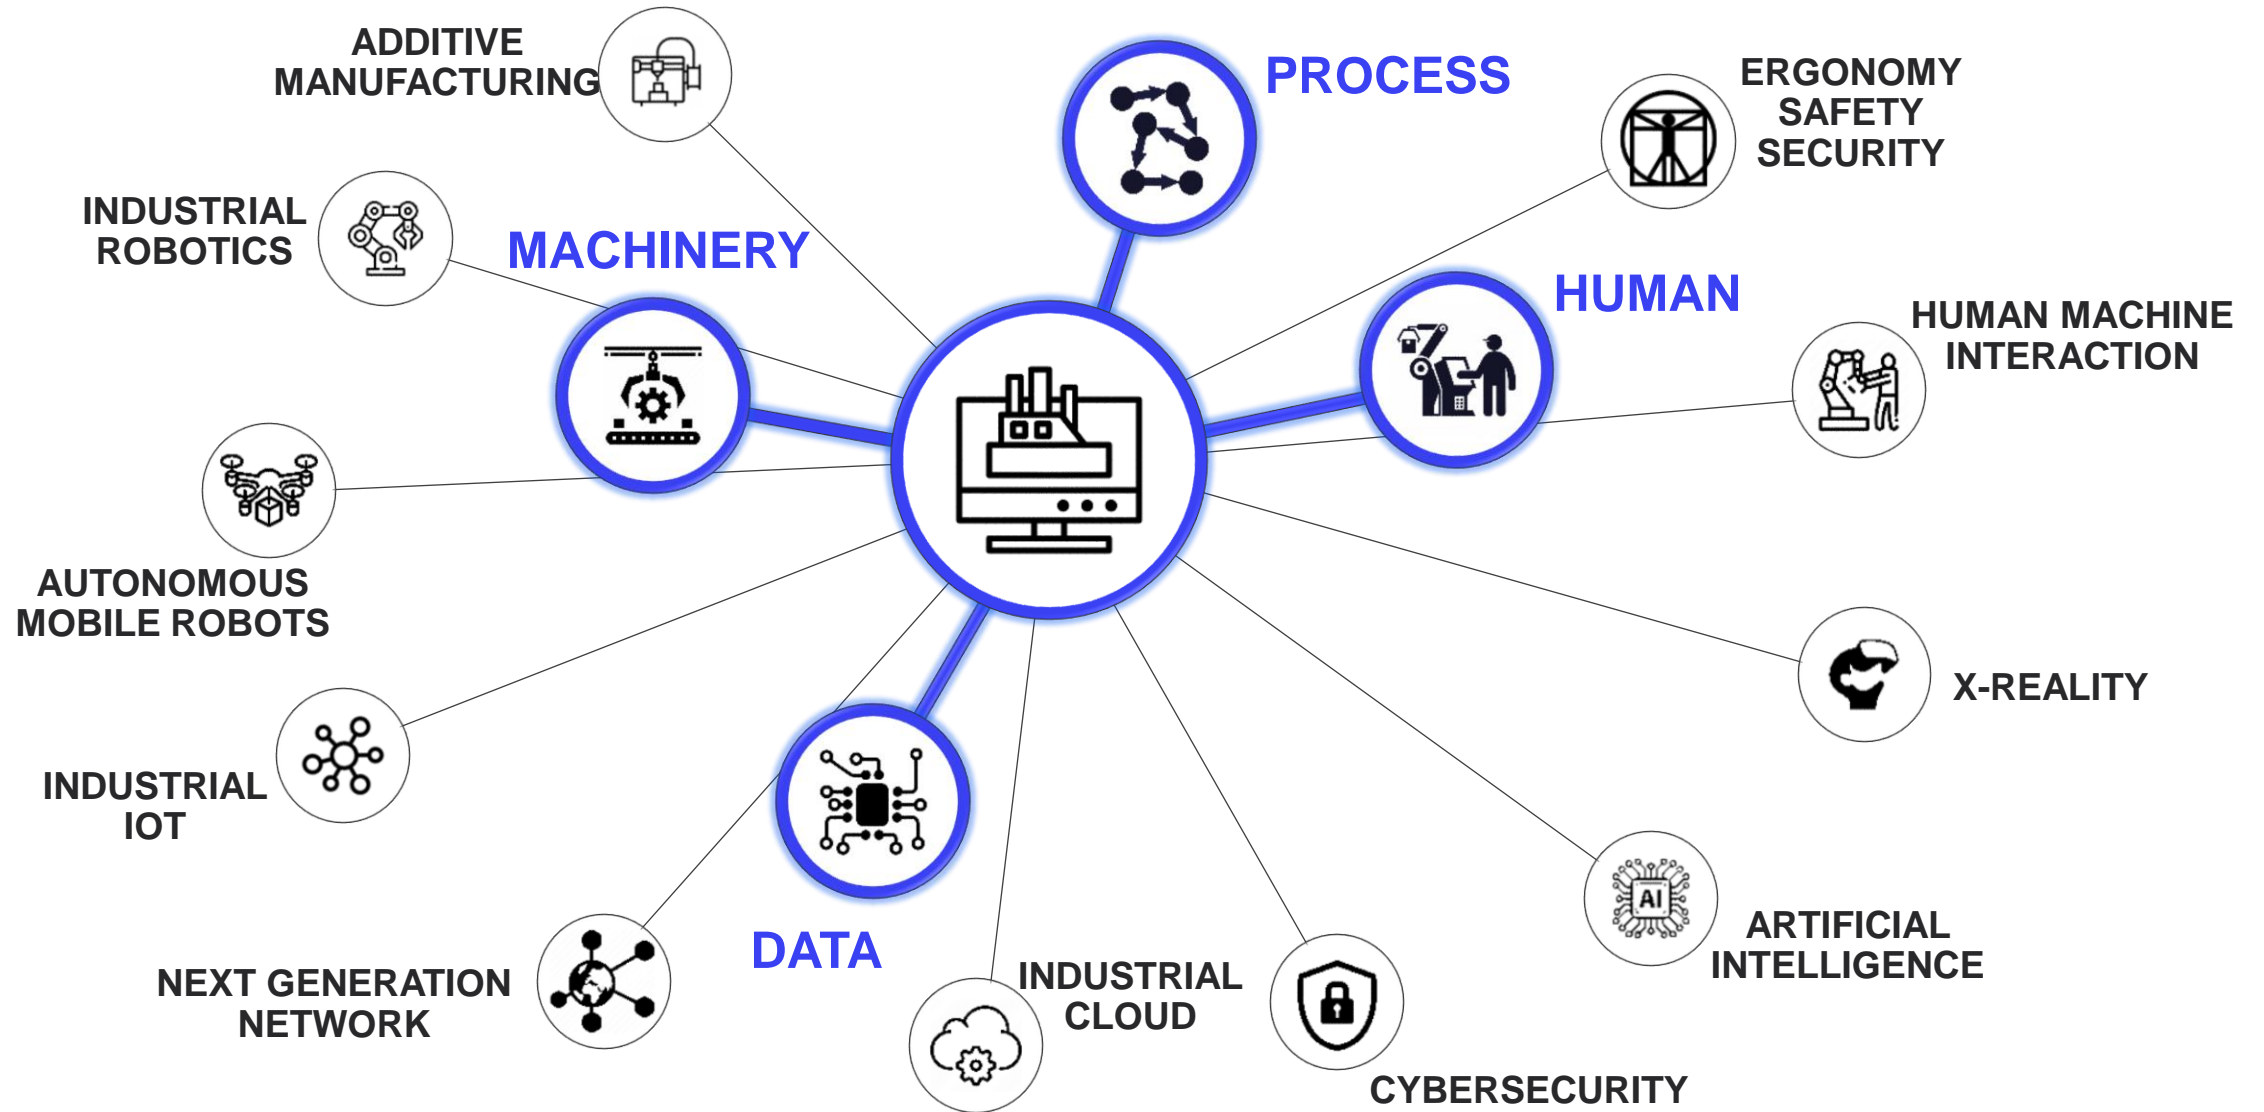 ADDITIVE
MANUFACTURING
PROCESS
ERGONOMY
SAFETY
SECURITY
INDUSTRIAL
ROBOTICS
MACHINERY
HUMAN
HUMAN MACHINE
INTERACTION
AUTONOMOUS
MOBILE ROBOTS
X-REALITY
INDUSTRIAL
IOT
AI
ARTIFICIAL
INTELLIGENCE
DATA
NEXT GENERATION
NETWORK
INDUSTRIAL
CLOUD
CYBERSECURITY